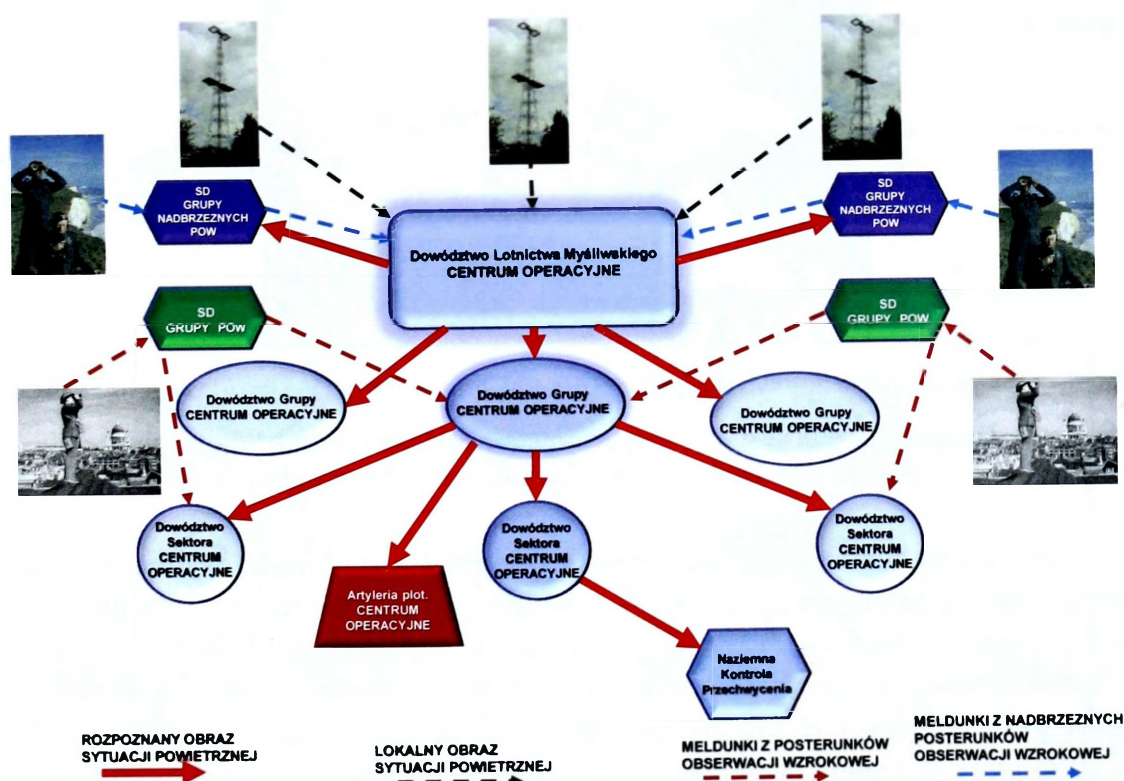 SD
GRUPY
NADBRZEZNYCH
POW
Dowództwo Lotnictwa Myśliwskiego
CENTRUM OPERACYJNE
SD
GRUPY
NADBRZEZNYCH
POW
SD
GRUPY POW
SD
GRUPY POW
Dowództwo Grupy
CENTRUM OPERACYJNE
Dowództwo Grupy
CENTRUM OPERACYJNE
Dowództwo Grupy
CENTRUM OPERACYJNE
Dowództwo
Sektora
CENTRUM
OPERACYJNE
Dowództwo
Sektora
CENTRUM
OPERACYJNE
Dowództwo
Sektora
CENTRUM
OPERACYJNE
Artyleria plot.
CENTRUM
OPERACYJNE
Naziemna
Kontrola
Przechwycenia
ROZPOZNANY OBRAZ
SYTUACJI POWIETRZNEJ
LOKALNY OBRAZ
SYTUACJI POWIETRZNEJ
MELDUNKI Z POSTERUNKÓW
OBSERWACJI WZROKOWEJ
MELDUNKI Z NADBRZEZNYCH
POSTERUNKÓW
OBSERWACJI WZROKOWEJ